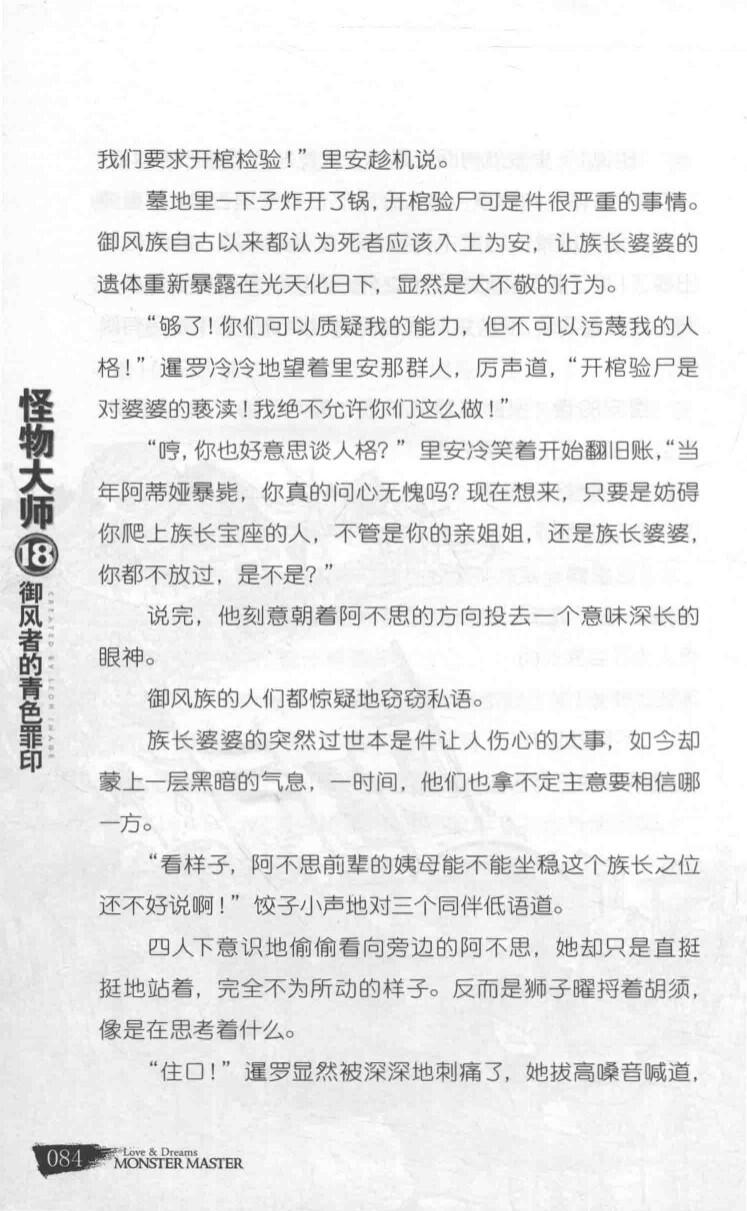 我们要求开棺检验！”里安趁机说。
墓地里一下子炸开了锅，开棺验尸可是件很严重的事情。
御风族自古以来都认为死者应该入土为安，让族长婆婆的
遗体重新暴露在光天化日下，显然是大不敬的行为。
“够了！你们可以质疑我的能力，但不可以污蔑我的人
格！”暹罗冷冷地望着里安那群人，厉声道，“开棺验尸是
对婆婆的亵渎！我绝不允许你们这么做！”
“哼，你也好意思谈人格？”里安冷笑着开始翻旧账，“当
年阿蒂娅暴毙，你真的问心无愧吗？现在想来，只要是妨碍
你爬上族长宝座的人，不管是你的亲姐姐，还是族长婆婆，
你都不放过，是不是？”
说完，他刻意朝着阿不思的方向投去一个意味深长的
眼神。
御风族的人们都惊疑地窃窃私语。
族长婆婆的突然过世本是件让人伤心的大事，如今却
蒙上一层黑暗的气息，一时间，他们也拿不定主意要相信哪
一方。
“看样子，阿不思前辈的姨母能不能坐稳这个族长之位
还不好说啊！”饺子小声地对三个同伴低语道。
四人下意识地偷偷看向旁边的阿不思，她却只是直挺
挺地站着，完全不为所动的样子。反而是狮子曜捋着胡须，
像是在思考着什么。
“住口！”暹罗显然被深深地刺痛了，她拔高嗓音喊道，
怪物大师
18
御风者的青色罪印
CREATED BY LEON IMAGE
084
Love & Dreams
MONSTER MASTER